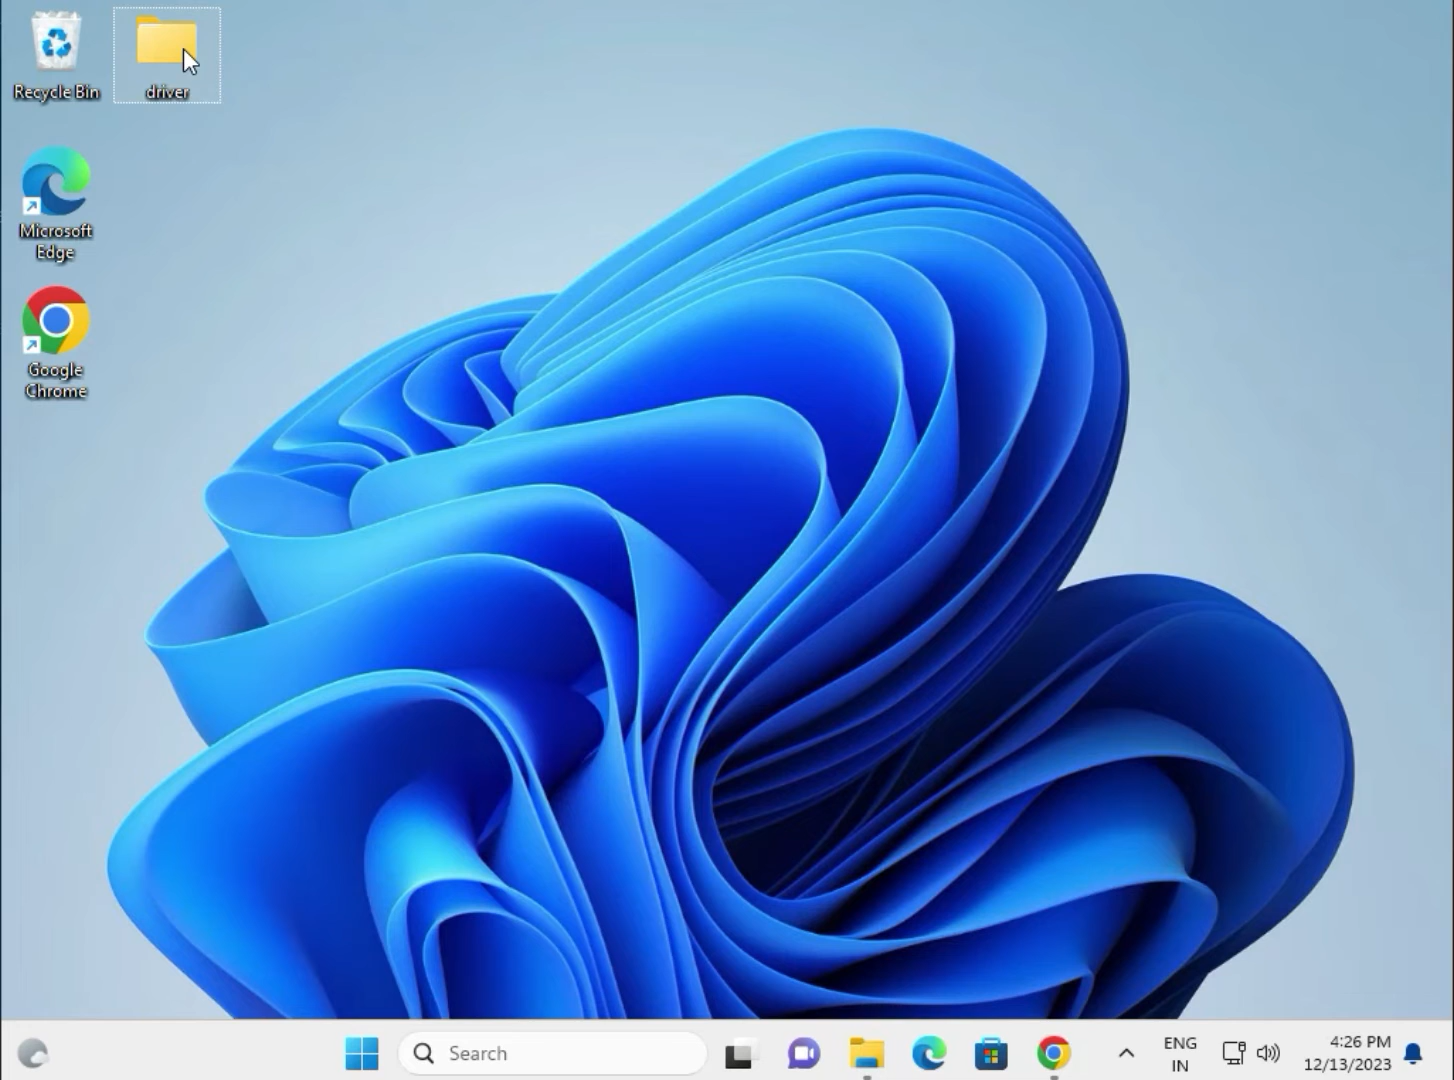 Recycle Bin
driver
Microsoft
Edge
Google
Chrome
Search
ENG
IN
4:26 PM
12/13/2023